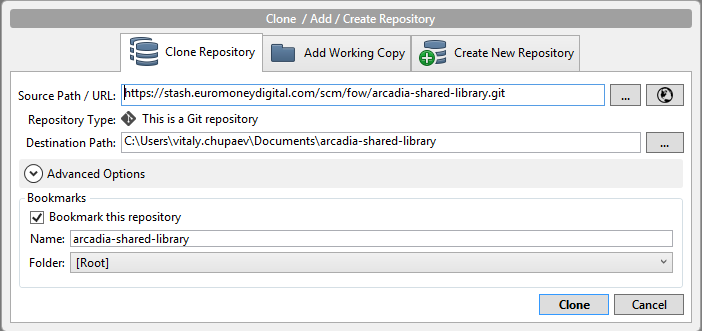 Clone / Add / Create Repository
Clone Repository Add Working Copy Create New Repository
Source Path / URL: https://stash.euromoneydigital.com/scm/fow/arcadia-shared-library.git ...
Repository Type: This is a Git repository
Destination Path: C:\Users\vitaly.chupaev\Documents\arcadia-shared-library ...
Advanced Options
Bookmarks
Bookmark this repository
Name: arcadia-shared-library
Folder: [Root]
Clone Cancel